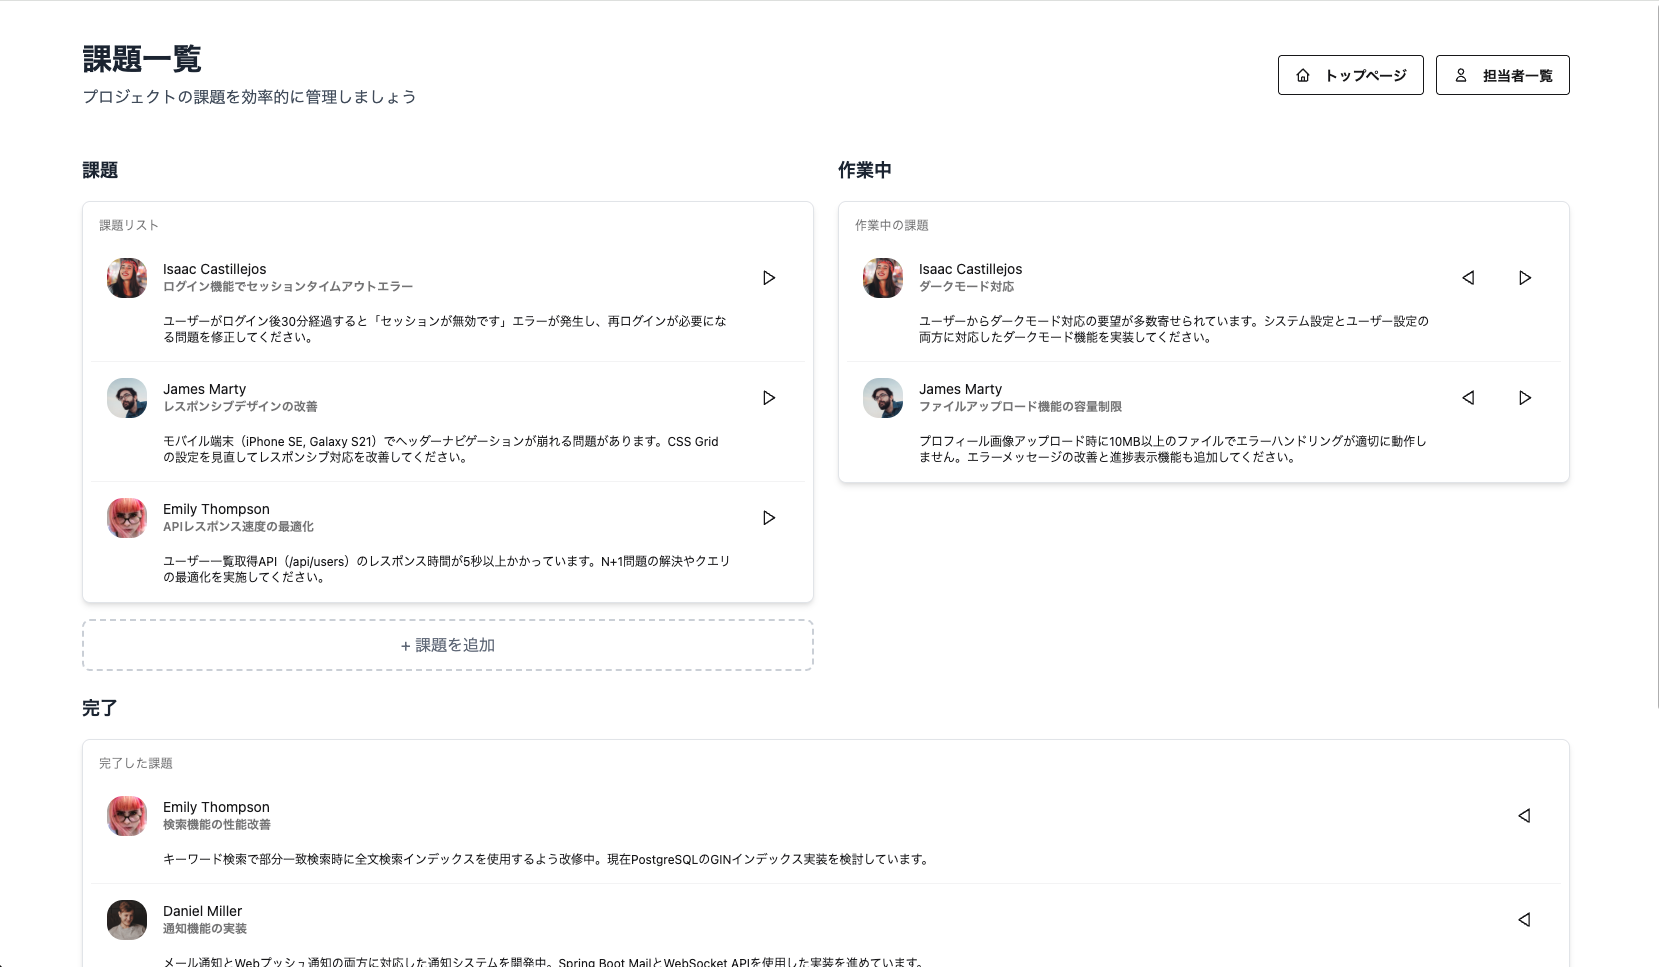 課題一覧
プロジェクトの課題を効率的に管理しましょう
トップページ
担当者一覧
課題
課題リスト
Isaac Castillejos
ログイン機能でセッションタイムアウトエラー
ユーザーがログイン後30分経過すると「セッションが無効です」エラーが発生し、再ログインが必要にな
る問題を修正してください。
James Marty
レスポンシブデザインの改善
モバイル端末（iPhone SE, Galaxy S21）でヘッダーナビゲーションが崩れる問題があります。CSS Grid
の設定を見直してレスポンシブ対応を改善してください。
Emily Thompson
APIレスポンス速度の最適化
ユーザー一覧取得API（/api/users）のレスポンス時間が5秒以上かかっています。N+1問題の解決やクエリ
の最適化を実施してください。
+ 課題を追加
作業中
作業中の課題
Isaac Castillejos
ダークモード対応
ユーザーからダークモード対応の要望が多数寄せられています。システム設定とユーザー設定の
両方に対応したダークモード機能を実装してください。
James Marty
ファイルアップロード機能の容量制限
プロフィール画像アップロード時に10MB以上のファイルでエラーハンドリングが適切に動作し
ません。エラーメッセージの改善と進捗表示機能も追加してください。
完了
完了した課題
Emily Thompson
検索機能の性能改善
キーワード検索で部分一致検索時に全文検索インデックスを使用するよう改修中。現在PostgreSQLのGINインデックス実装を検討しています。
Daniel Miller
通知機能の実装
メール通知とWebプッシュ通知の両方に対応した通知システムを開発中。Spring Boot MailとWebSocket APIを使用した実装を進めています。